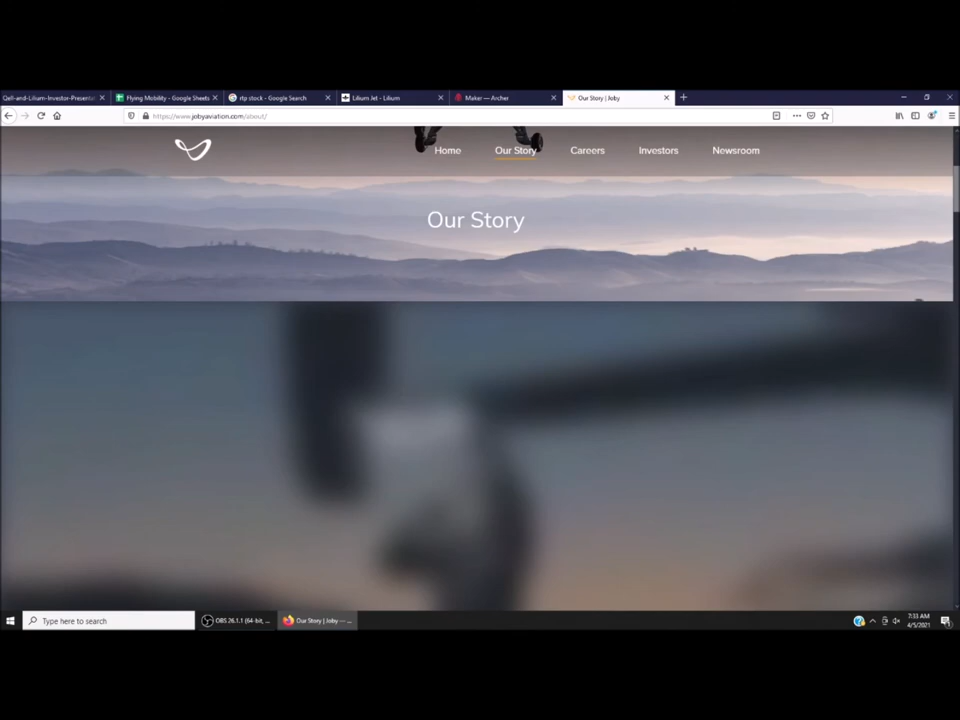 Qell-and-Lilium-Investor-Presentat
Flying Mobility - Google Sheets
rtp stock - Google Search
Lilium Jet - Lilium
Maker — Archer
Our Story | Joby
https://www.jobyaviation.com/about/
Home
Our Story
Careers
Investors
Newsroom
Our Story
Type here to search
OBS 26.1.1 (64-bit, ...
Our Story | Joby — ...
7:33 AM
4/5/2021